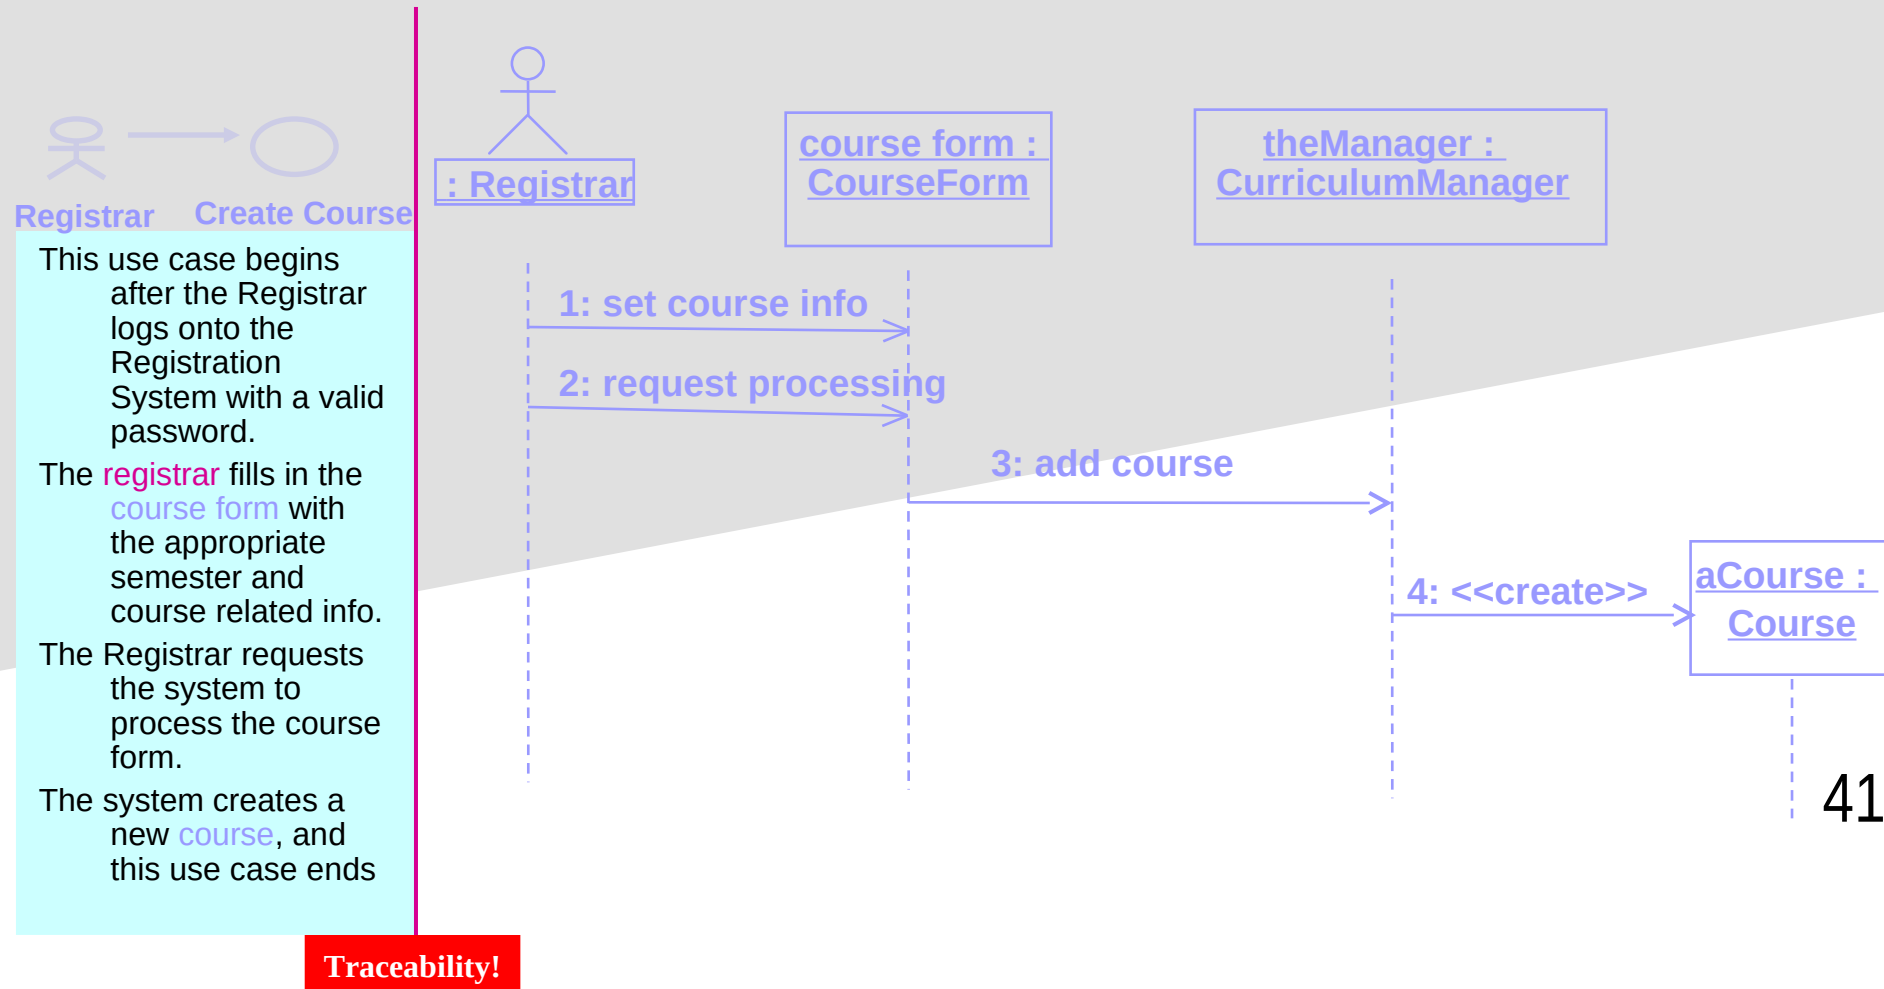 Registrar
Create Course
This use case begins
after the Registrar
logs onto the
Registration
System with a valid
password.
The registrar fills in the
course form with
the appropriate
semester and
course related info.
The Registrar requests
the system to
process the course
form.
The system creates a
new course, and
this use case ends
: Registrar
course form :
CourseForm
theManager :
CurriculumManager
1: set course info
2: request processing
3: add course
4: <<create>>
aCourse :
Course
41
Traceability!